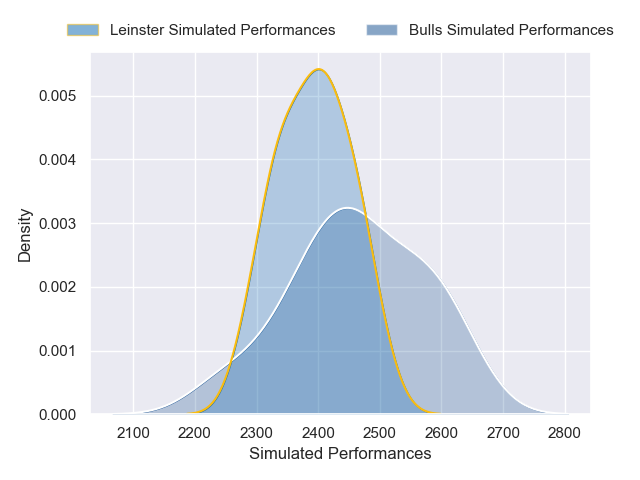 Leinster Simulated Performances
Bulls Simulated Performances
0.005
0.004
0.003
0.002
0.001
0.000
Density
2100 2200 2300 2400 2500 2600 2700 2800
Simulated Performances